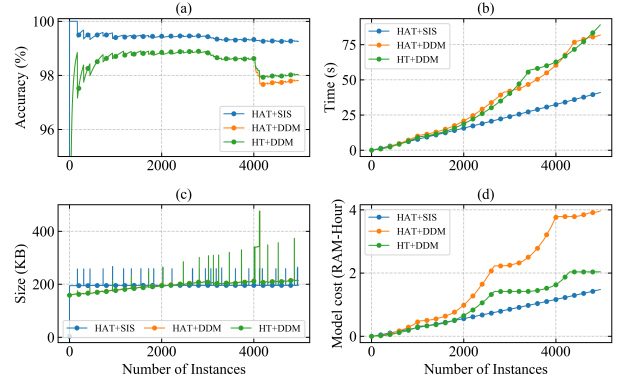 (a)
100
98
96
Accuracy (%)
HAT+SIS
HAT+DDM
HT+DDM
0
2000
4000
(b)
75
50
25
0
Time (s)
HAT+SIS
HAT+DDM
HT+DDM
0
2000
4000
(c)
400
200
0
Size (KB)
HAT+SIS HAT+DDM HT+DDM
0
2000
4000
Number of Instances
(d)
4
2
0
Model cost (RAM-Hour)
HAT+SIS
HAT+DDM
HT+DDM
0
2000
4000
Number of Instances